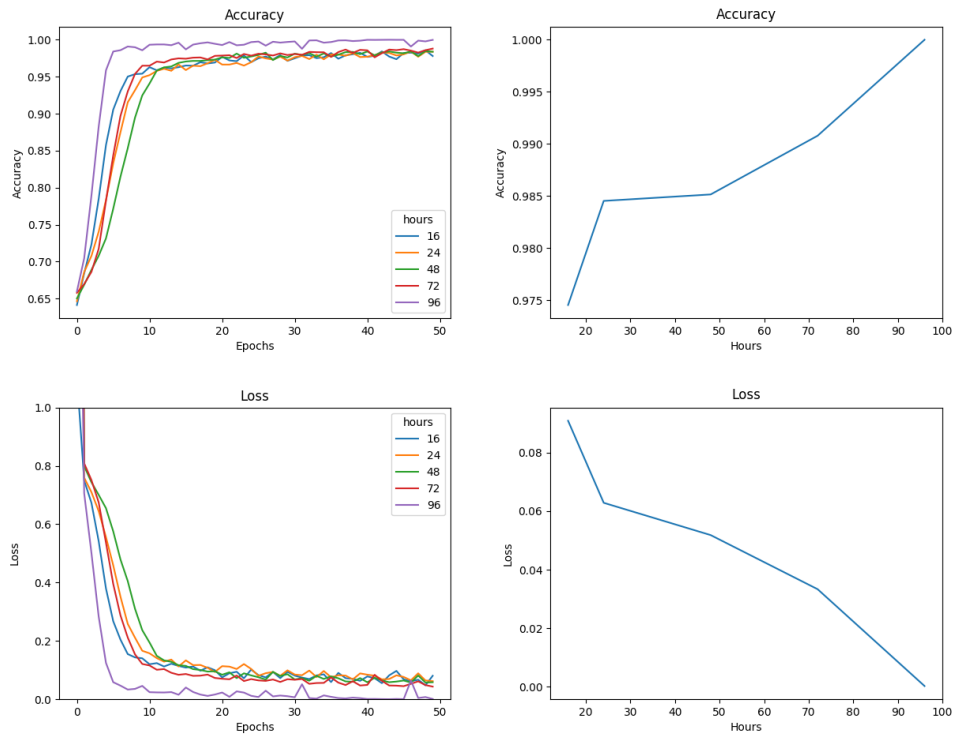 Accuracy
1.00
0.95
0.90
0.85
0.80
0.75
0.70
0.65
Accuracy
hours
16
24
48
72
96
0 10 20 30 40 50
Epochs
Accuracy
1.000
0.995
0.990
0.985
0.980
0.975
Accuracy
20 30 40 50 60 70 80 90 100
Hours
Loss
1.0
0.8
0.6
0.4
0.2
0.0
Loss
hours
16
24
48
72
96
0 10 20 30 40 50
Epochs
Loss
0.08
0.06
0.04
0.02
0.00
Loss
20 30 40 50 60 70 80 90 100
Hours